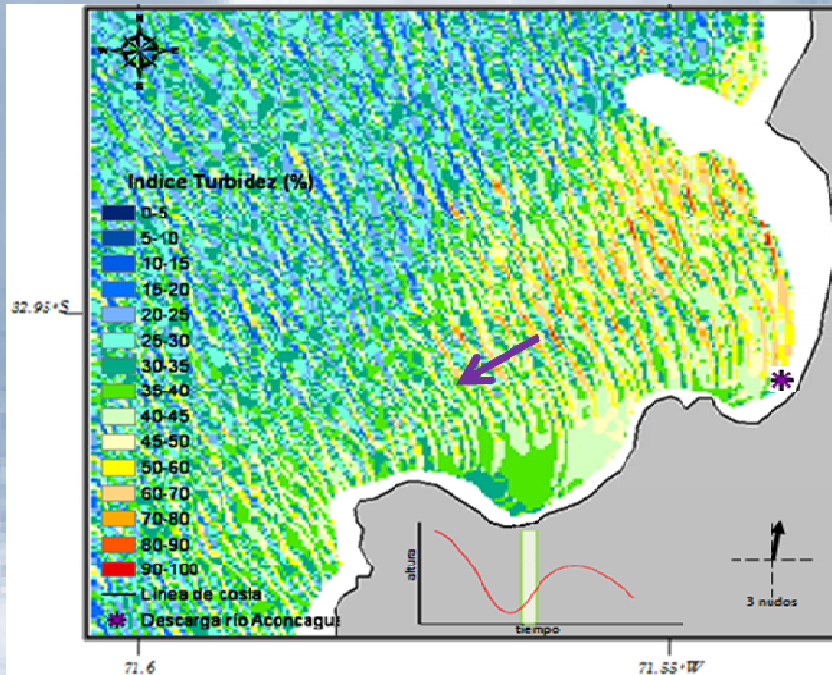 Indice Turbidez (%)
0-5
5-10
10-15
15-20
20-25
25-30
30-35
35-40
40-45
45-50
50-60
60-70
70-80
80-90
90-100
Linea de costa
Descarga río Aconcagua
32.95°S
altura
tiempo
3 nudos
71.6
71.55°W